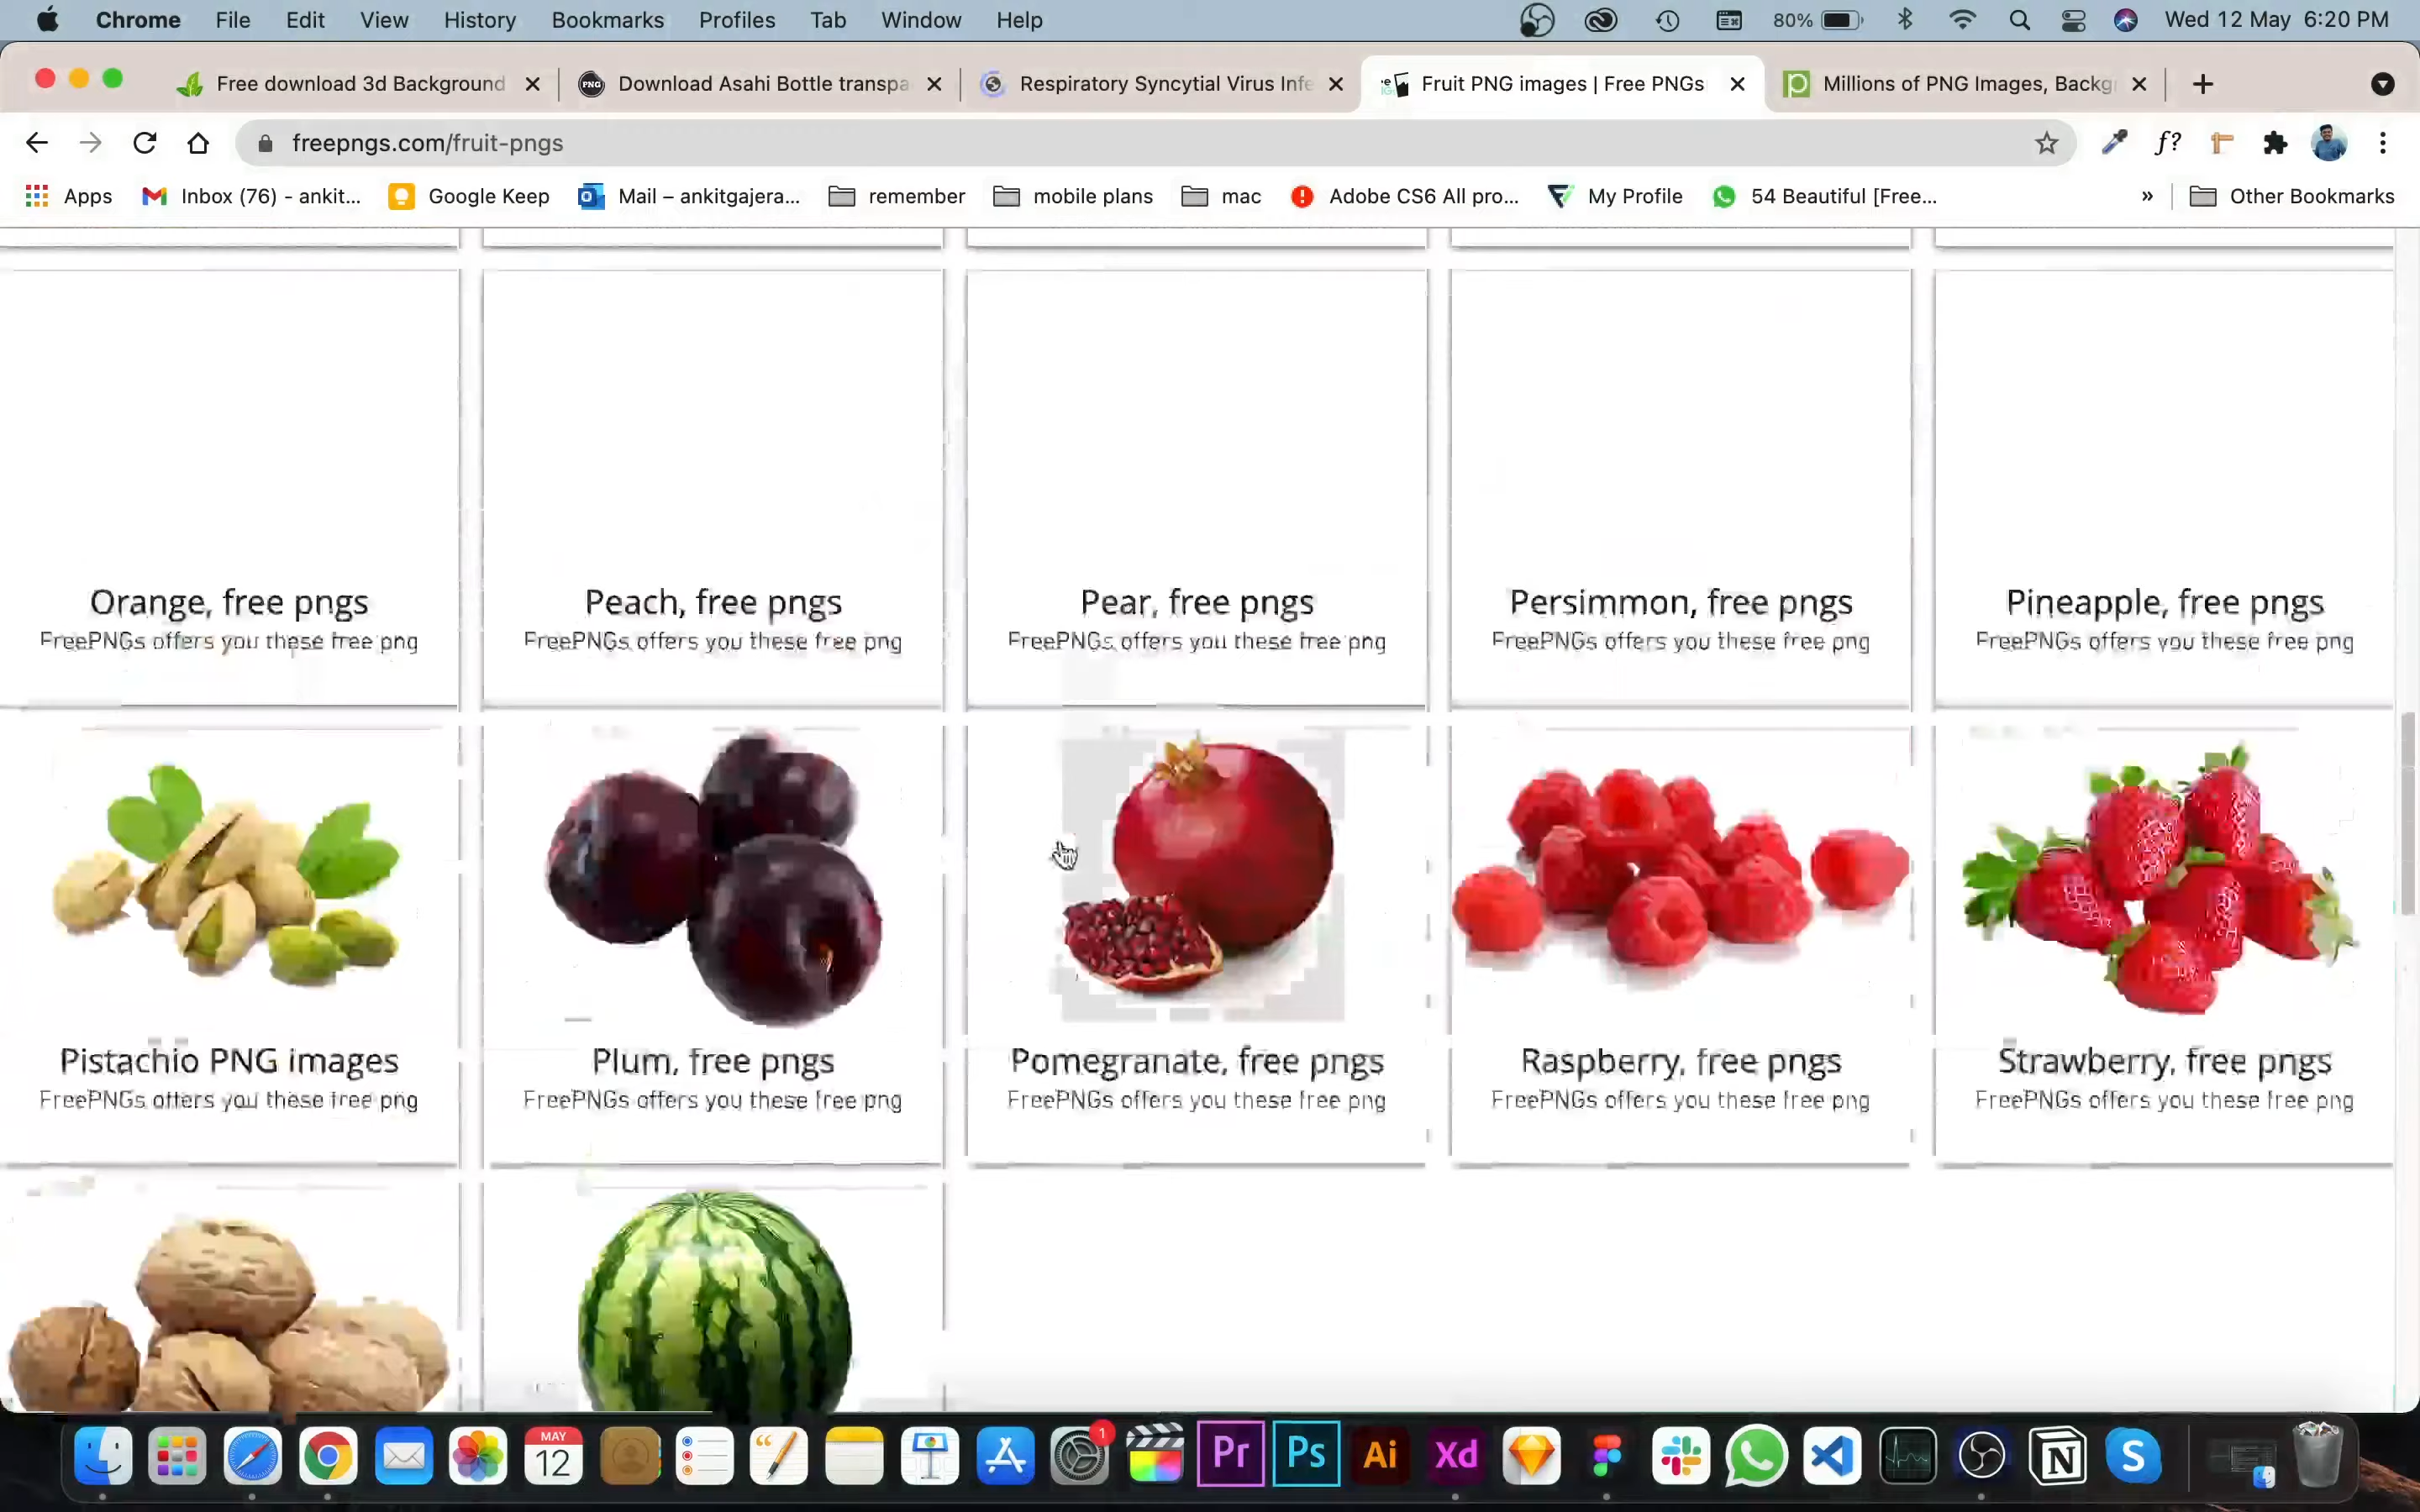 Chrome File Edit View History Bookmarks Profiles Tab Window Help 80% Wed 12 May 6:20 PM
Free download 3d Background PNG Download Asahi Bottle transpa Respiratory Syncytial Virus Infe Fruit PNG images | Free PNGs Millions of PNG Images, Backg
freepngs.com/fruit-pngs f?
Apps Inbox (76) - ankit... Google Keep Mail – ankitgajera... remember mobile plans mac Adobe CS6 All pro... My Profile 54 Beautiful [Free... » Other Bookmarks
Orange, free pngs Peach, free pngs Pear, free pngs Persimmon, free pngs Pineapple, free pngs
FreePNGs offers you these free png FreePNGs offers you these free png FreePNGs offers you these free png FreePNGs offers you these free png FreePNGs offers you these free png
Pistachio PNG images Plum, free pngs Pomegranate, free pngs Raspberry, free pngs Strawberry, free pngs
FreePNGs offers you these free png FreePNGs offers you these free png FreePNGs offers you these free png FreePNGs offers you these free png FreePNGs offers you these free png
MAY 12 1 Pr Ps Ai Xd N S